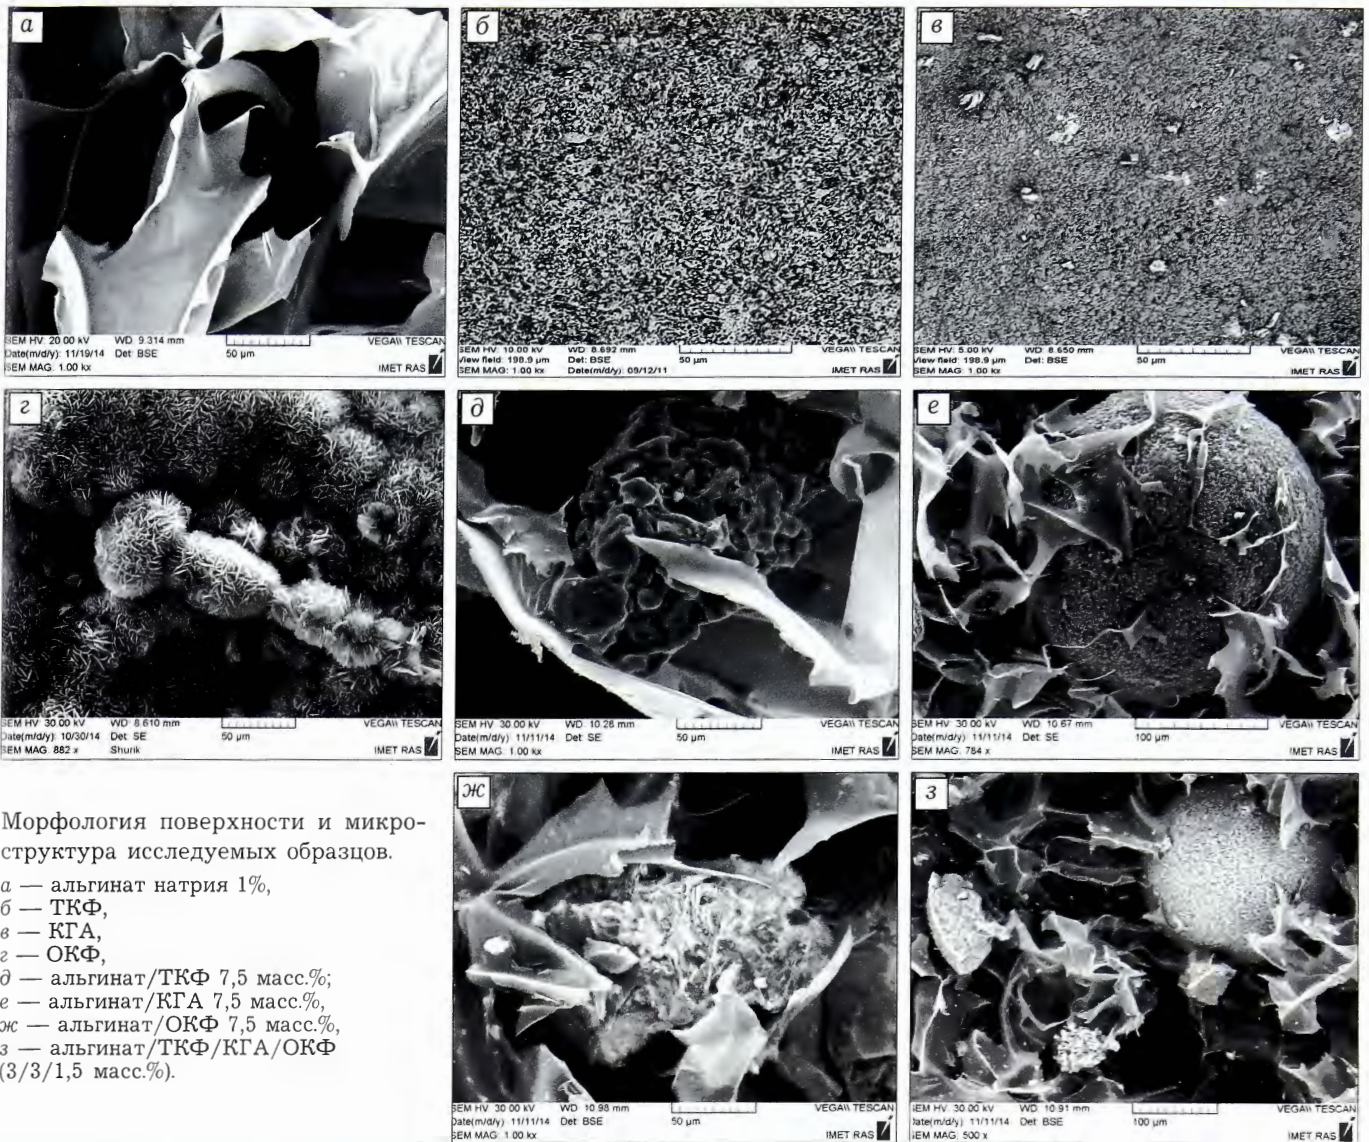 а
SEM HV: 20.00 kV WD: 9.314 mm VEGA\\ TESCAN
Date(m/d/y): 11/19/14 Det: BSE 50 µm
SEM MAG: 1.00 kx IMET RAS
б
SEM HV: 10.00 kV WD: 8.692 mm VEGA\\ TESCAN
View field: 198.9 µm Det: BSE 50 µm
SEM MAG: 1.00 kx Date(m/d/y): 09/12/11 IMET RAS
в
SEM HV: 5.00 kV WD: 8.650 mm VEGA\\ TESCAN
View field: 198.9 µm Det: BSE 50 µm
SEM MAG: 1.00 kx IMET RAS
г
SEM HV: 30.00 kV WD: 8.610 mm VEGA\\ TESCAN
Date(m/d/y): 10/30/14 Det: SE 50 µm
SEM MAG: 882 x Shurik IMET RAS
д
SEM HV: 30.00 kV WD: 10.26 mm VEGA\\ TESCAN
Date(m/d/y): 11/11/14 Det: SE 50 µm
SEM MAG: 1.00 kx IMET RAS
е
SEM HV: 30.00 kV WD: 10.67 mm VEGA\\ TESCAN
Date(m/d/y): 11/11/14 Det: SE 100 µm
SEM MAG: 784 x IMET RAS
Морфология поверхности и микро-
структура исследуемых образцов.
а — альгинат натрия 1%,
б — ТКФ,
в — КГА,
г — ОКФ,
д — альгинат/ТКФ 7,5 масс.%;
е — альгинат/КГА 7,5 масс.%,
ж — альгинат/ОКФ 7,5 масс.%,
з — альгинат/ТКФ/КГА/ОКФ
(3/3/1,5 масс.%).
ж
SEM HV: 30.00 kV WD: 10.98 mm VEGA\\ TESCAN
Date(m/d/y): 11/11/14 Det: BSE 50 µm
SEM MAG: 1.00 kx IMET RAS
з
SEM HV: 30.00 kV WD: 10.91 mm VEGA\\ TESCAN
Date(m/d/y): 11/11/14 Det: BSE 100 µm
SEM MAG: 500 x IMET RAS